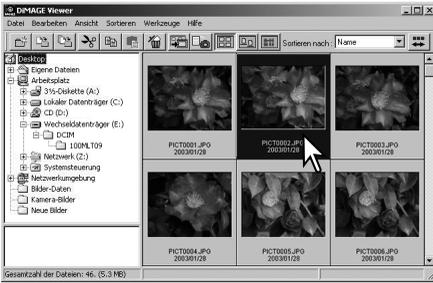 DiMAGE Viewer
Datei Bearbeiten Ansicht Sortieren Werkzeuge Hilfe
Sortieren nach: Name
Desktop
Eigene Dateien
Arbeitsplatz
3½-Diskette (A:)
Lokaler Datenträger (C:)
CD (D:)
Wechseldatenträger (E:)
DCIM
100MLT09
Netzwerk (Z:)
Systemsteuerung
Netzwerkumgebung
Bilder-Daten
Kamera-Bilder
Neue Bilder
PICT0001.JPG
2003/01/28
PICT0002.JPG
2003/01/28
PICT0003.JPG
2003/01/28
PICT0004.JPG
2003/01/28
PICT0005.JPG
2003/01/28
PICT0006.JPG
2003/01/28
Gesamtzahl der Dateien: 46. (5.3 MB)